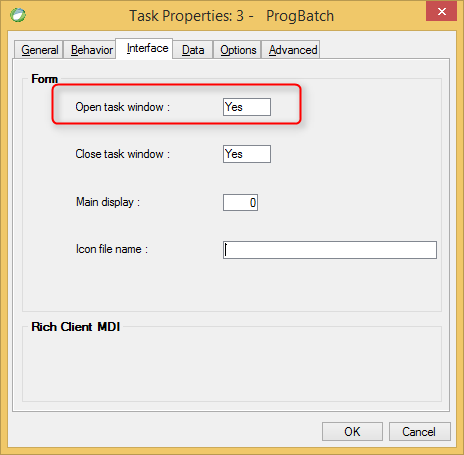 Task Properties: 3 -   ProgBatch
General Behavior Interface Data Options Advanced
Form
Open task window : Yes
Close task window : Yes
Main display : 0
Icon file name :
Rich Client MDI
OK Cancel